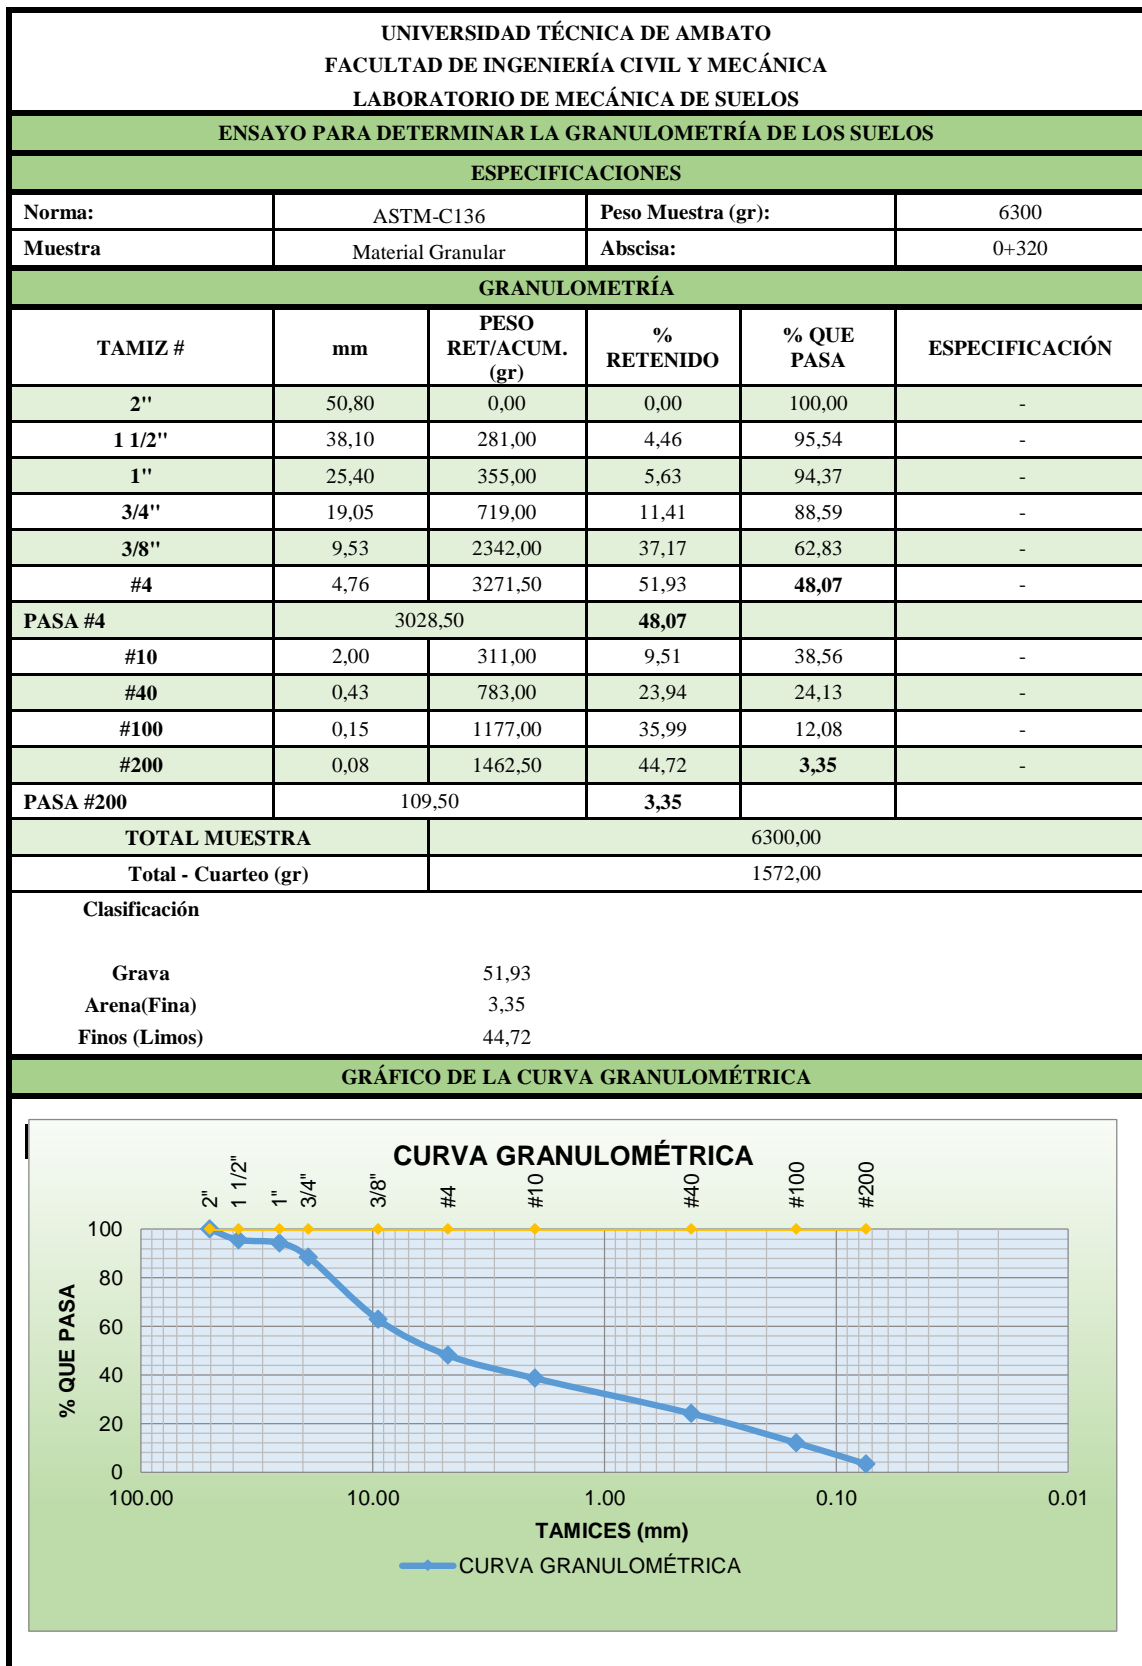 UNIVERSIDAD TÉCNICA DE AMBATO
FACULTAD DE INGENIERÍA CIVIL Y MECÁNICA
LABORATORIO DE MECÁNICA DE SUELOS
ENSAYO PARA DETERMINAR LA GRANULOMETRÍA DE LOS SUELOS
ESPECIFICACIONES
Norma: ASTM-C136 Peso Muestra (gr): 6300
Muestra Material Granular Abscisa: 0+320
GRANULOMETRÍA
TAMIZ # mm PESO RET/ACUM. (gr) % RETENIDO % QUE PASA ESPECIFICACIÓN
2'' 50,80 0,00 0,00 100,00 -
1 1/2'' 38,10 281,00 4,46 95,54 -
1'' 25,40 355,00 5,63 94,37 -
3/4'' 19,05 719,00 11,41 88,59 -
3/8'' 9,53 2342,00 37,17 62,83 -
#4 4,76 3271,50 51,93 48,07 -
PASA #4 3028,50 48,07
#10 2,00 311,00 9,51 38,56 -
#40 0,43 783,00 23,94 24,13 -
#100 0,15 1177,00 35,99 12,08 -
#200 0,08 1462,50 44,72 3,35 -
PASA #200 109,50 3,35
TOTAL MUESTRA 6300,00
Total - Cuarteo (gr) 1572,00
Clasificación
Grava 51,93
Arena(Fina) 3,35
Finos (Limos) 44,72
GRÁFICO DE LA CURVA GRANULOMÉTRICA
CURVA GRANULOMÉTRICA
2" 1 1/2" 1" 3/4" 3/8" #4 #10 #40 #100 #200
100
80
60
40
20
0
% QUE PASA
100.00 10.00 1.00 0.10 0.01
TAMICES (mm)
CURVA GRANULOMÉTRICA